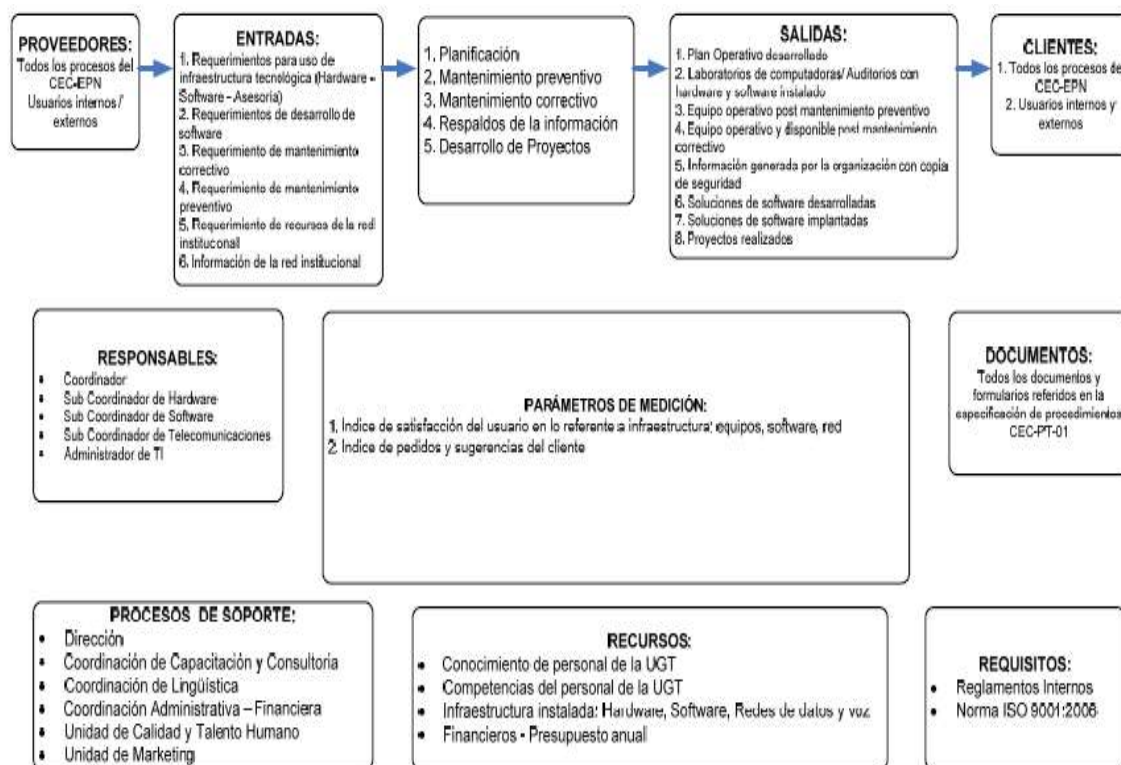 PROVEEDORES:
Todos los procesos del
CEC-EPN
Usuarios internos /
externos
ENTRADAS:
1. Requerimientos para uso de
infraestructura tecnológica (Hardware –
Software – Asesoría)
2. Requerimientos de desarrollo de
software
3. Requerimiento de mantenimiento
correctivo
4. Requerimiento de mantenimiento
preventivo
5. Requerimiento de recursos de la red
institucional
6. Información de la red institucional
1. Planificación
2. Mantenimiento preventivo
3. Mantenimiento correctivo
4. Respaldos de la información
5. Desarrollo de Proyectos
SALIDAS:
1. Plan Operativo desarrollado
2. Laboratorios de computadoras/ Auditorios con
hardware y software instalado
3. Equipo operativo post mantenimiento preventivo
4. Equipo operativo y disponible post mantenimiento
correctivo
5. Información generada por la organización con copia
de seguridad
6. Soluciones de software desarrolladas
7. Soluciones de software implantadas
8. Proyectos realizados
CLIENTES:
1. Todos los procesos de
CEC-EPN
2. Usuarios internos y
externos
RESPONSABLES:
• Coordinador
• Sub Coordinador de Hardware
• Sub Coordinador de Software
• Sub Coordinador de Telecomunicaciones
• Administrador de TI
PARÁMETROS DE MEDICIÓN:
1. Indice de satisfacción del usuario en lo referente a infraestructura: equipos, software, red
2. Indice de pedidos y sugerencias del cliente
DOCUMENTOS:
Todos los documentos y
formularios referidos en la
especificación de procedimientos
CEC-PT-01
PROCESOS DE SOPORTE:
• Dirección
• Coordinación de Capacitación y Consultoría
• Coordinación de Lingüística
• Coordinación Administrativa – Financiera
• Unidad de Calidad y Talento Humano
• Unidad de Marketing
RECURSOS:
• Conocimiento de personal de la UGT
• Competencias del personal de la UGT
• Infraestructura instalada: Hardware, Software, Redes de datos y voz
• Financieros - Presupuesto anual
REQUISITOS:
• Reglamentos Internos
• Norma ISO 9001:2008